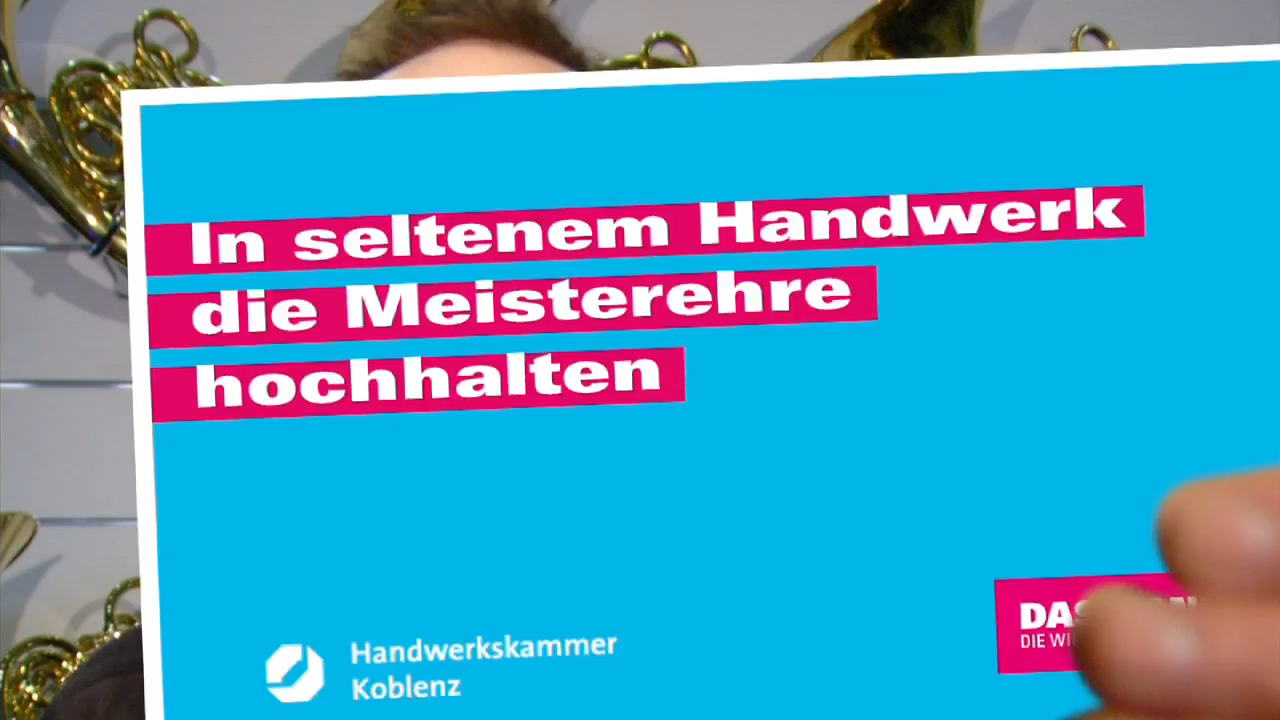 In seltenem Handwerk
die Meisterehre
hochhalten
Handwerkskammer
Koblenz